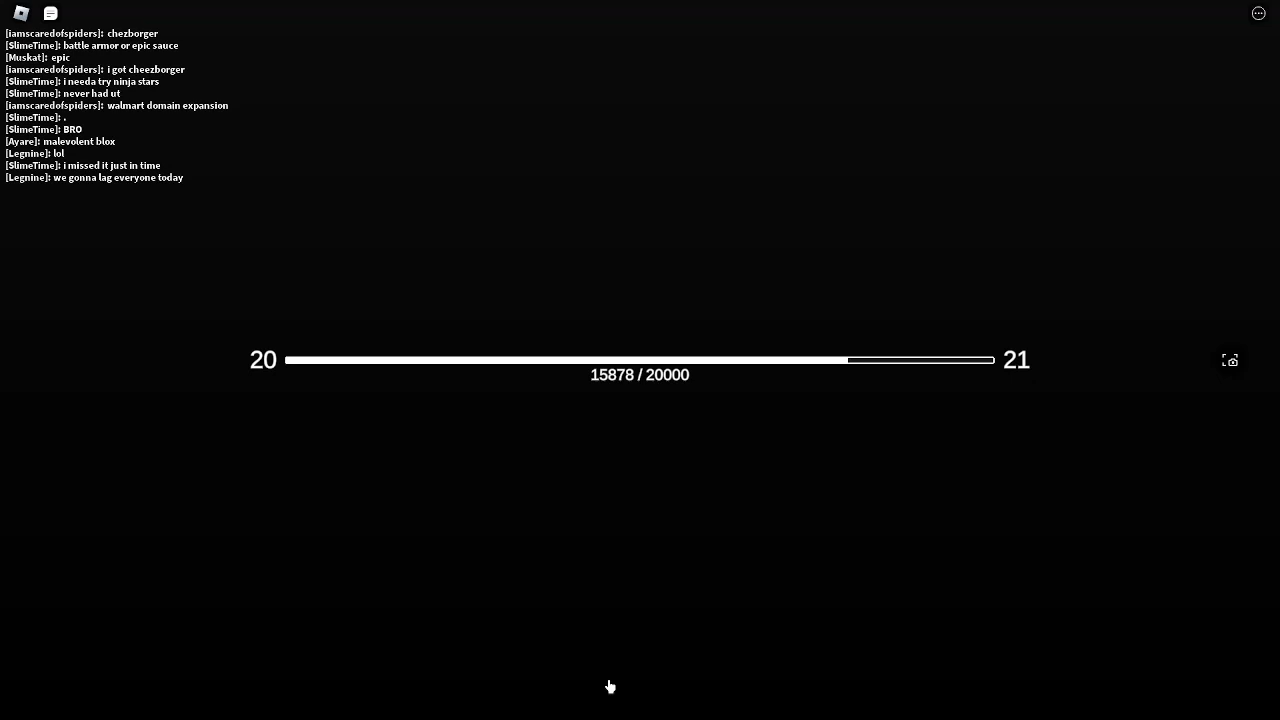 [iamscaredofspiders]: chezborger
[SlimeTime]: battle armor or epic sauce
[Muskat]: epic
[iamscaredofspiders]: i got cheezborger
[SlimeTime]: i needa try ninja stars
[SlimeTime]: never had ut
[iamscaredofspiders]: walmart domain expansion
[SlimeTime]: .
[SlimeTime]: BRO
[Ayare]: malevolent blox
[Legnine]: lol
[SlimeTime]: i missed it just in time
[Legnine]: we gonna lag everyone today
20 21
15878 / 20000